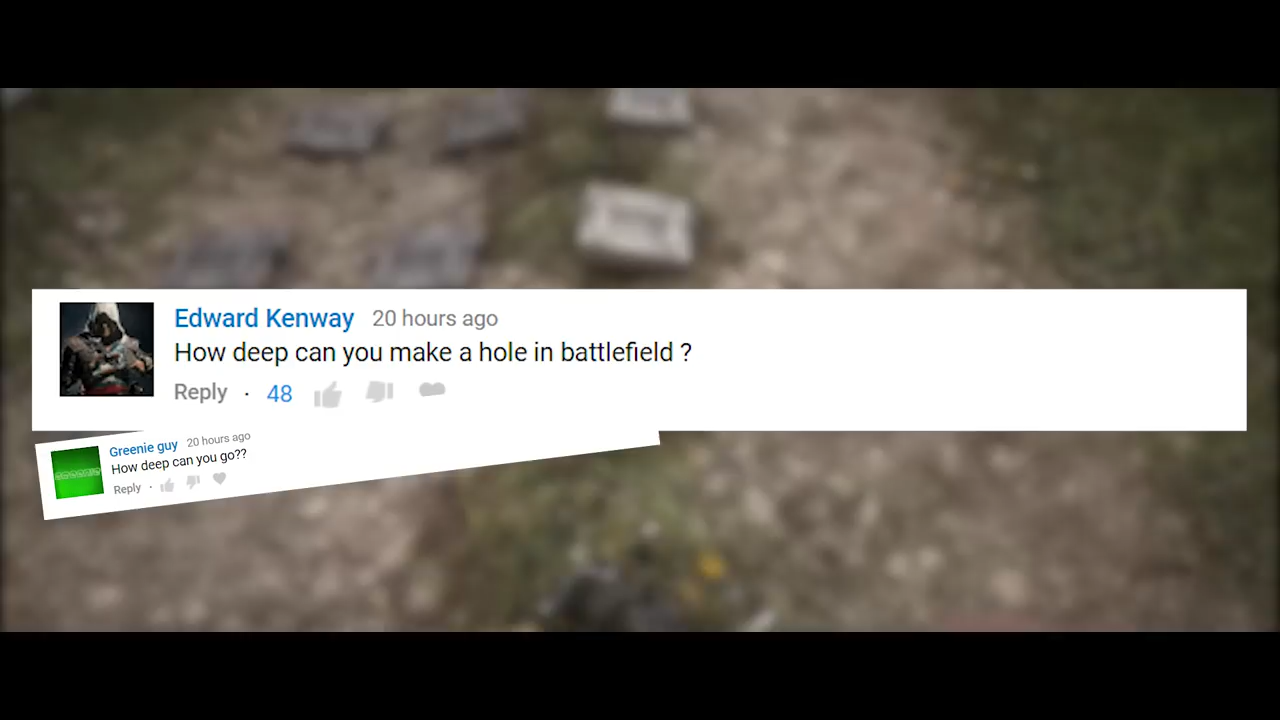 Edward Kenway 20 hours ago
How deep can you make a hole in battlefield ?
Reply · 48
Greenie guy 20 hours ago
How deep can you go??
Reply ·